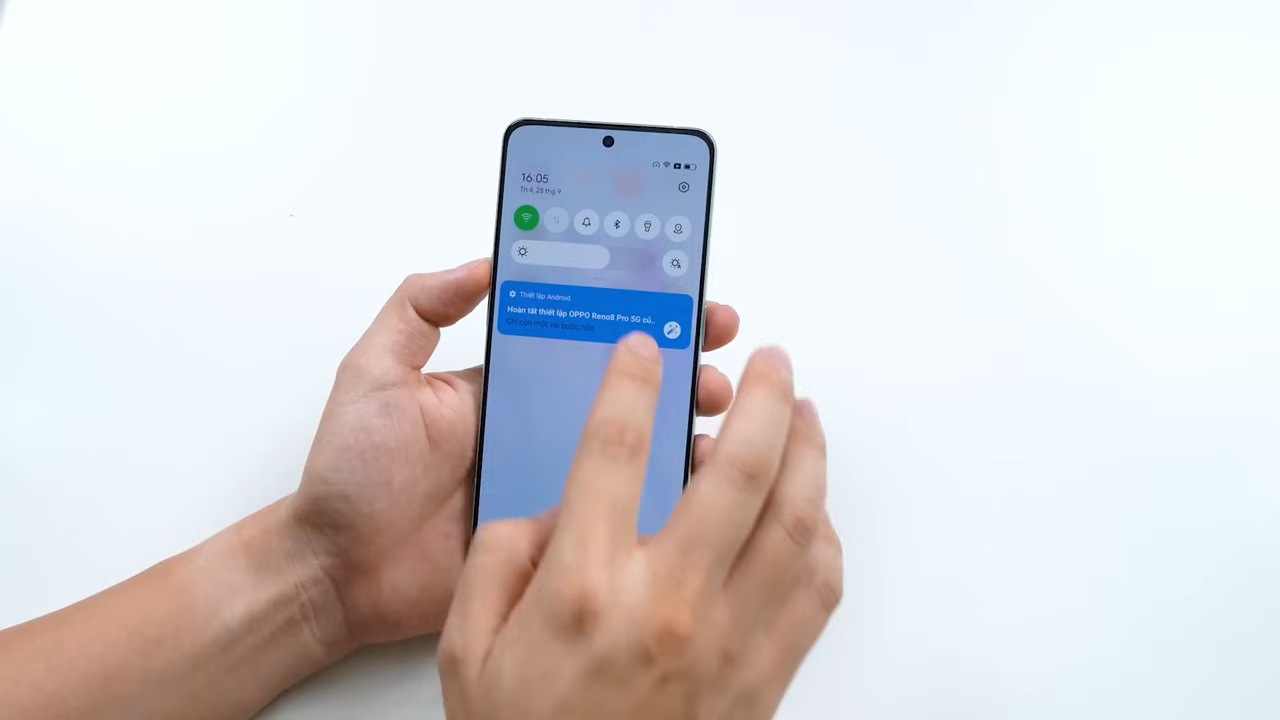 16:05
Th 4, 28 thg 9
Thiết lập Android
Hoàn tất thiết lập OPPO Reno8 Pro 5G củ...
Chỉ còn một vài bước nữa